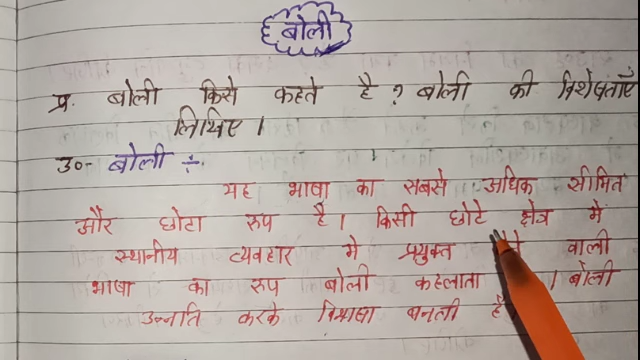 बोली
प्र. बोली किसे कहते है ? बोली की विशेषताएँ
लिखिए ।
उ०- बोली ÷
यह भाषा का सबसे अधिक सीमित
और छोटा रूप है। किसी छोटे क्षेत्र मे
स्थानीय व्यवहार मे प्रयुक्त वाली
भाषा का रूप बोली कहलाता । बोली
उन्नति करके विभाषा बनती है